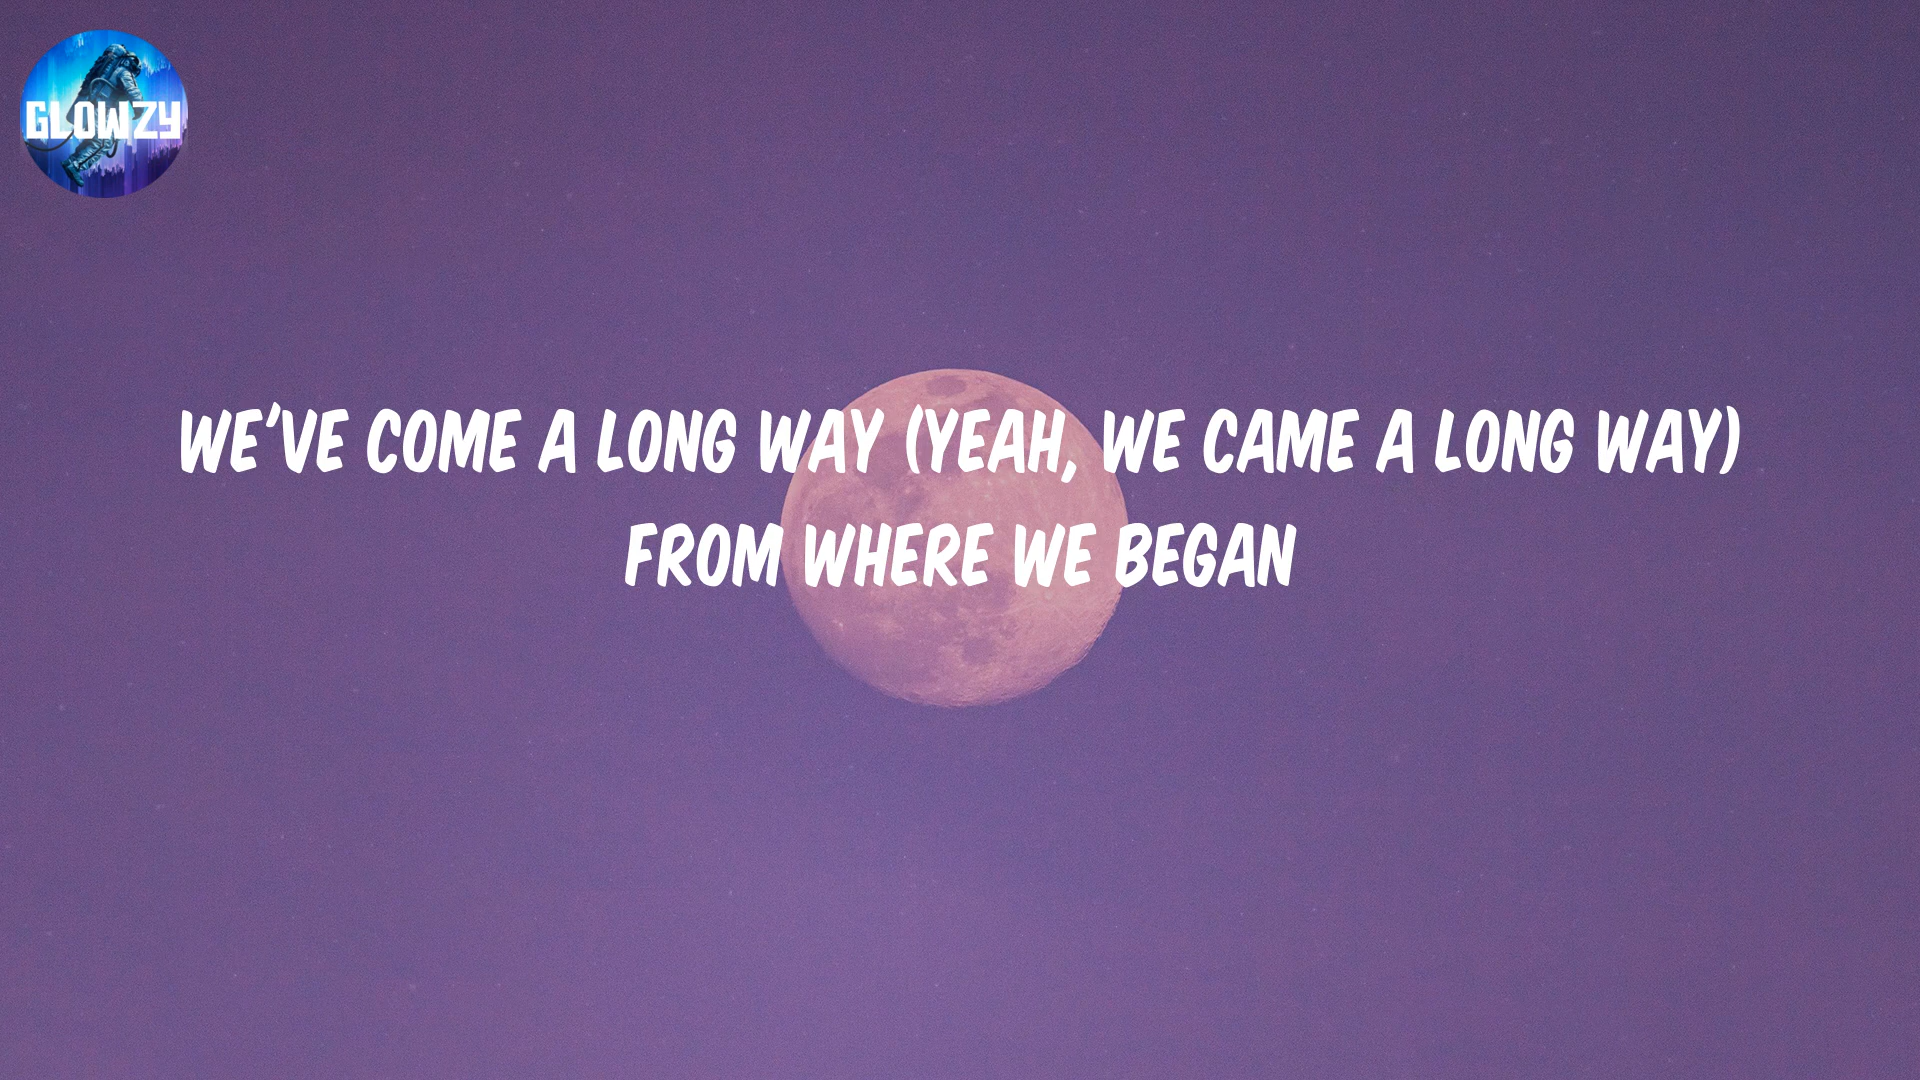 GLOWZY
WE'VE COME A LONG WAY (YEAH, WE CAME A LONG WAY)
FROM WHERE WE BEGAN